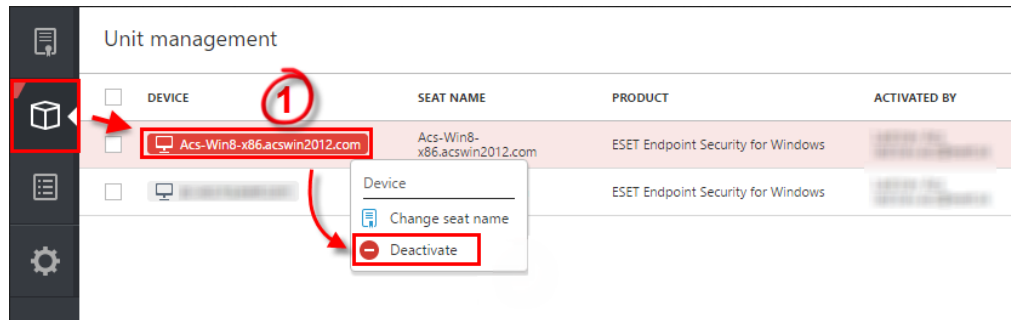 Unit management
DEVICE SEAT NAME PRODUCT ACTIVATED BY
1
Acs-Win8-x86.acswin2012.com Acs-Win8- ESET Endpoint Security for Windows
x86.acswin2012.com
Device ESET Endpoint Security for Windows
Change seat name
Deactivate